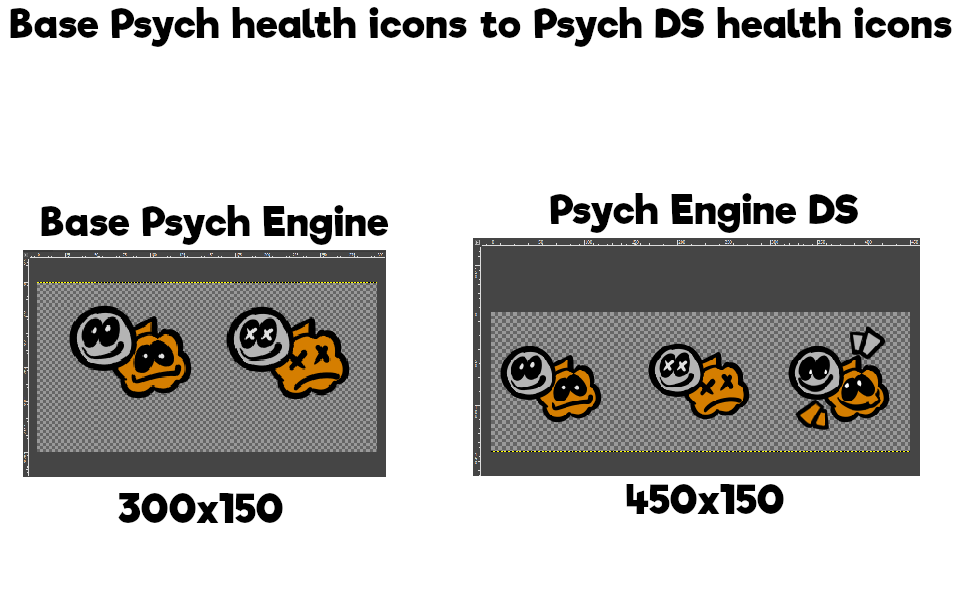 Base Psych health icons to Psych DS health icons
Base Psych Engine
Psych Engine DS
300x150
450x150